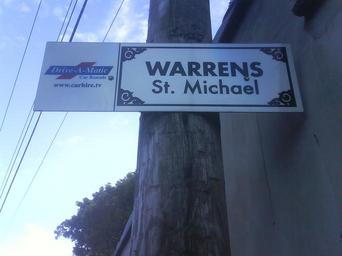 Drive-A-Matic
Car Rentals
www.carhire.tv
WARRENS
St. Michael